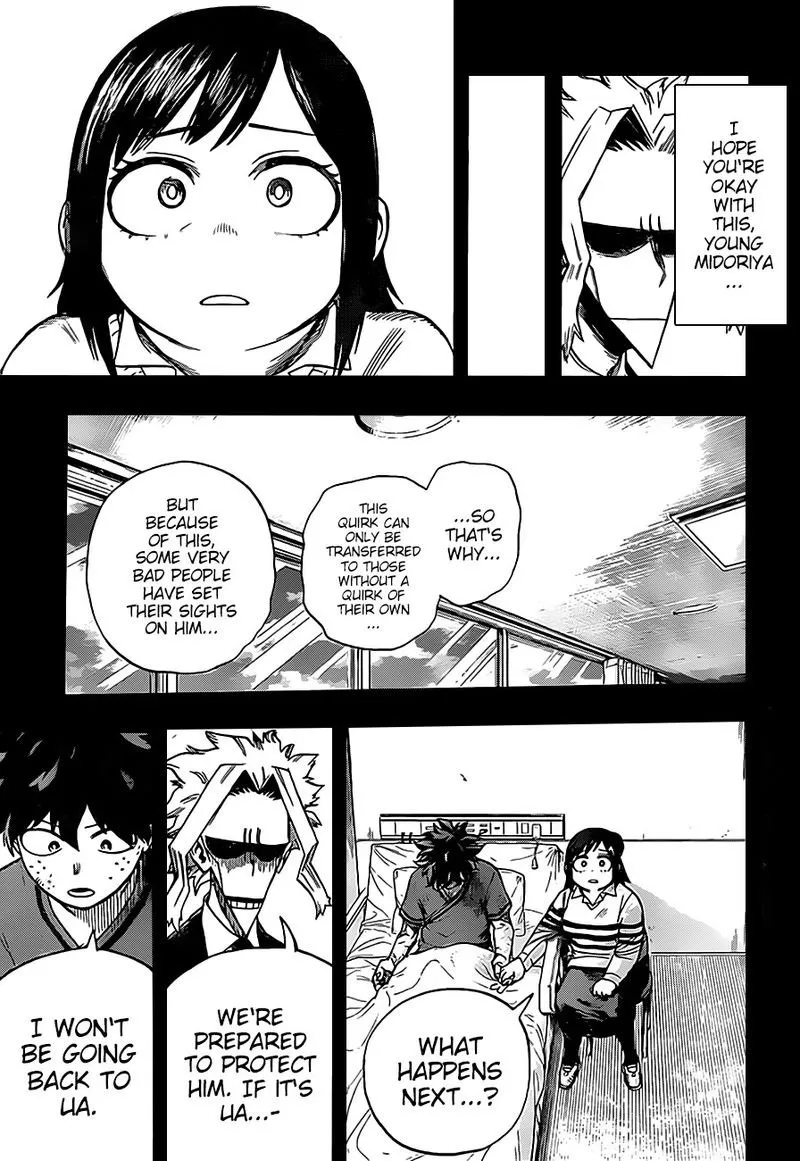 I
HOPE
YOU'RE
OKAY
WITH
THIS,
YOUNG
MIDORIYA
...
...SO
THAT'S
WHY...
THIS
QUIRK CAN
ONLY BE
TRANSFERRED
TO THOSE
WITHOUT A
QUIRK OF
THEIR OWN
...
BUT
BECAUSE
OF THIS,
SOME VERY
BAD PEOPLE
HAVE SET
THEIR SIGHTS
ON HIM...
WHAT
HAPPENS
NEXT...?
WE'RE
PREPARED
TO PROTECT
HIM. IF IT'S
UA...-
I WON'T
BE GOING
BACK TO
UA.